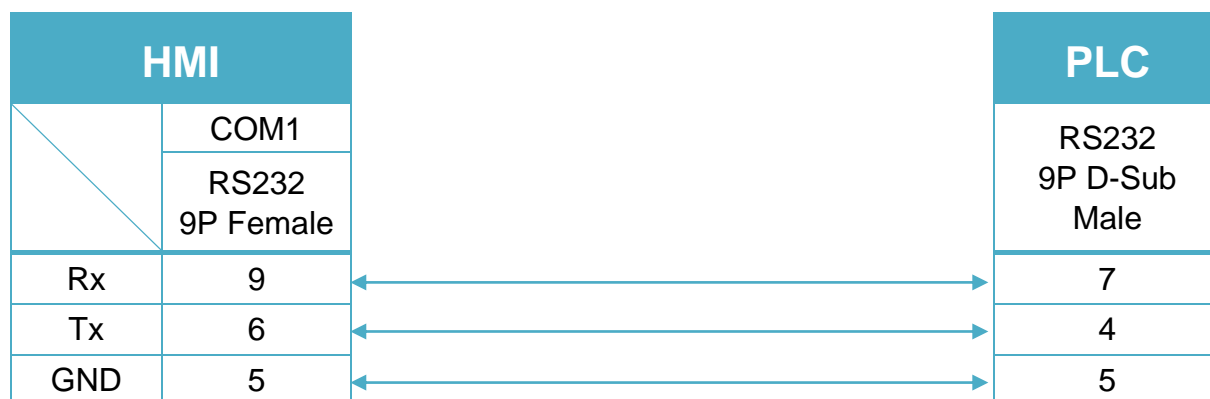 HMI
PLC
COM1
RS232
9P Female
RS232
9P D-Sub
Male
Rx 9 7
Tx 6 4
GND 5 5